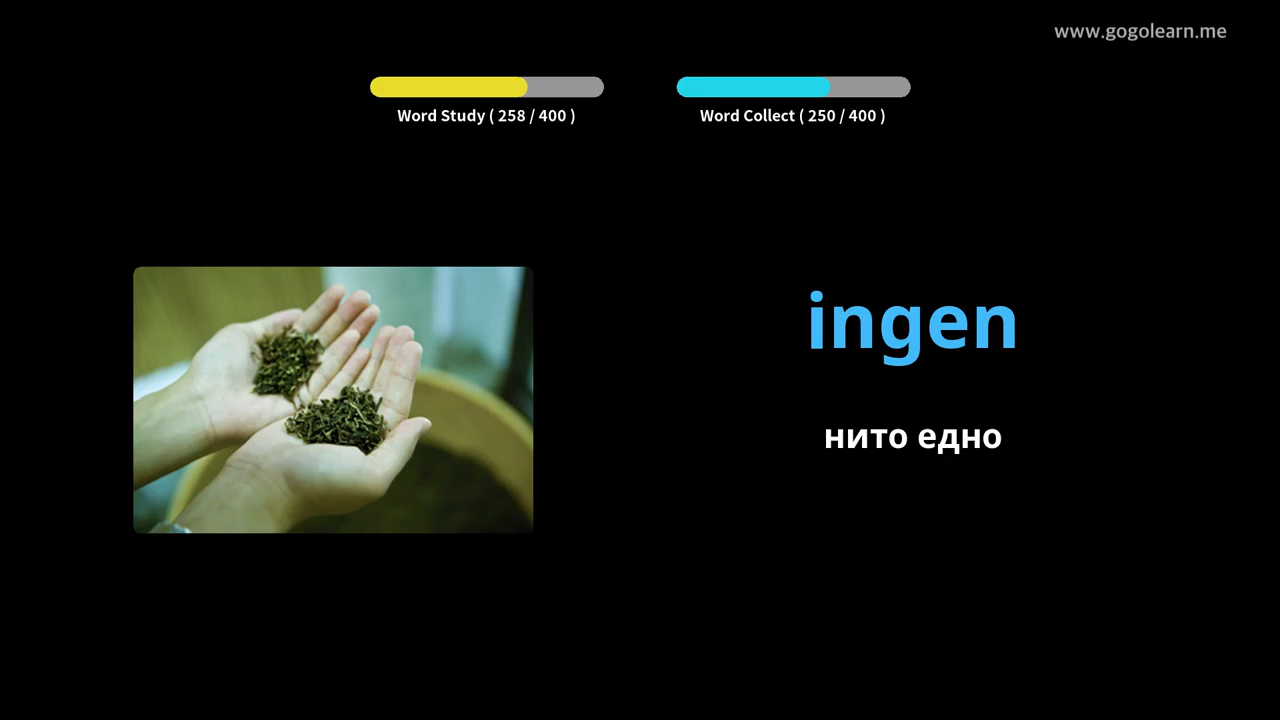 www.gogolearn.me
Word Study ( 258 / 400 )
Word Collect ( 250 / 400 )
ingen
нито едно